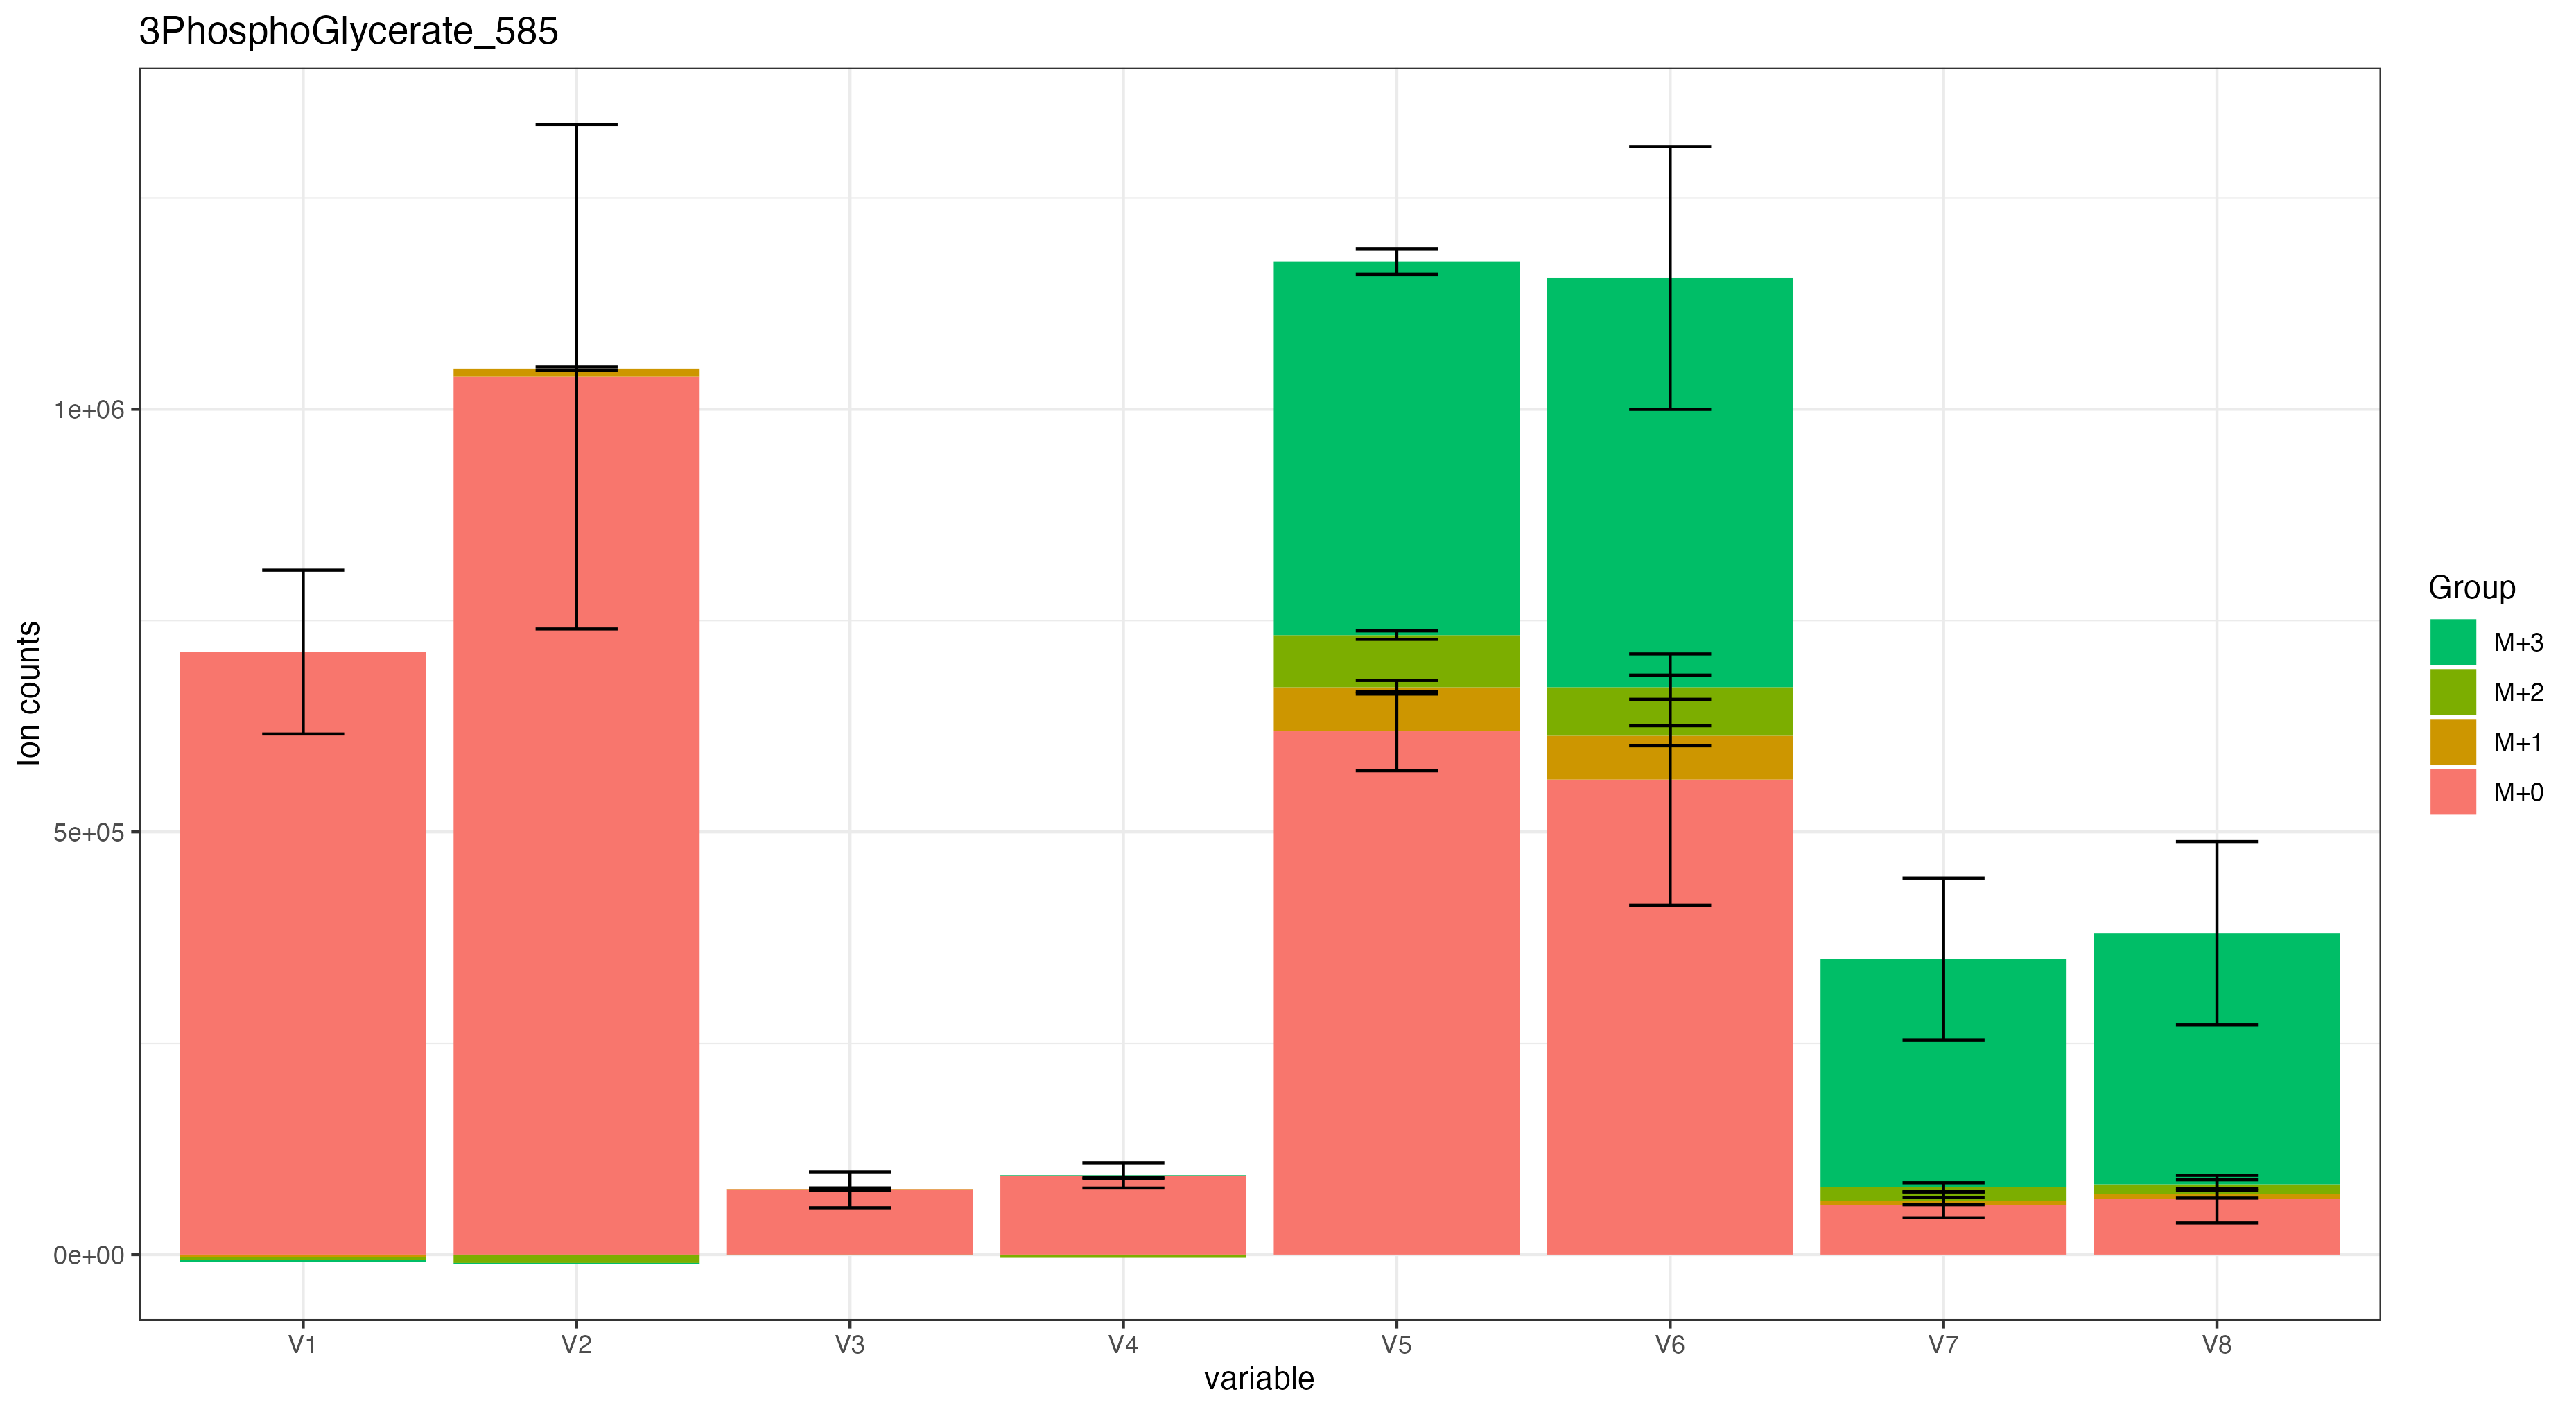 3PhosphoGlycerate_585
Ion counts
1e+06
5e+05
0e+00
V1 V2 V3 V4 V5 V6 V7 V8
variable
Group
M+3
M+2
M+1
M+0